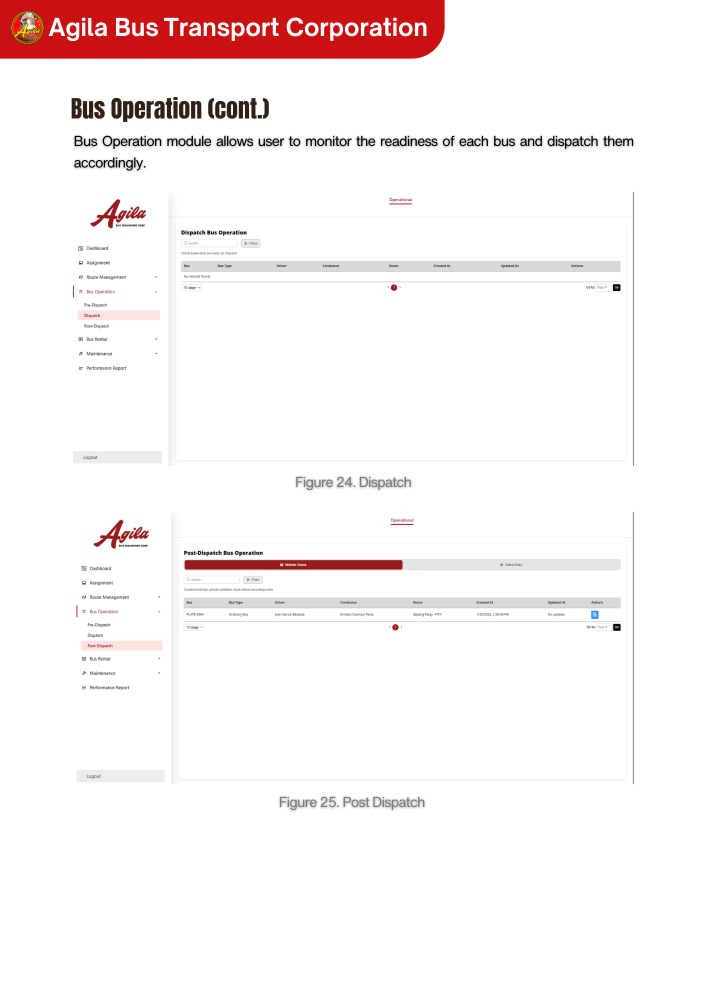 Agila
Agila Bus Transport Corporation
Bus Operation (cont.)
Bus Operation module allows user to monitor the readiness of each bus and dispatch them
accordingly.
Agila
BUS TRANSPORT CORP.
Operational
Dispatch Bus Operation
Search...
Filters
Check buses that are ready for dispatch
Bus Bus Type Driver Conductor Route Created At Updated At Actions
No records found.
10 /page ‹ 1 › Go to: Page # Go
Dashboard
Assignment
Route Management
Bus Operation
Pre-Dispatch
Dispatch
Post-Dispatch
Bus Rental
Maintenance
Performance Report
Logout
Figure 24. Dispatch
Agila
BUS TRANSPORT CORP.
Operational
Post-Dispatch Bus Operation
Vehicle Check Sales Entry
Search...
Filters
Conduct post-trip vehicle condition check before recording sales.
Bus Bus Type Driver Conductor Route Created At Updated At Actions
PLATE-0004 Ordinary Bus Juan Garcia Bautista Ernesto Ocampo Perez Sapang Palay - PITX 1/25/2026, 2:55:45 PM No updates
10 /page ‹ 1 › Go to: Page # Go
Dashboard
Assignment
Route Management
Bus Operation
Pre-Dispatch
Dispatch
Post-Dispatch
Bus Rental
Maintenance
Performance Report
Logout
Figure 25. Post Dispatch